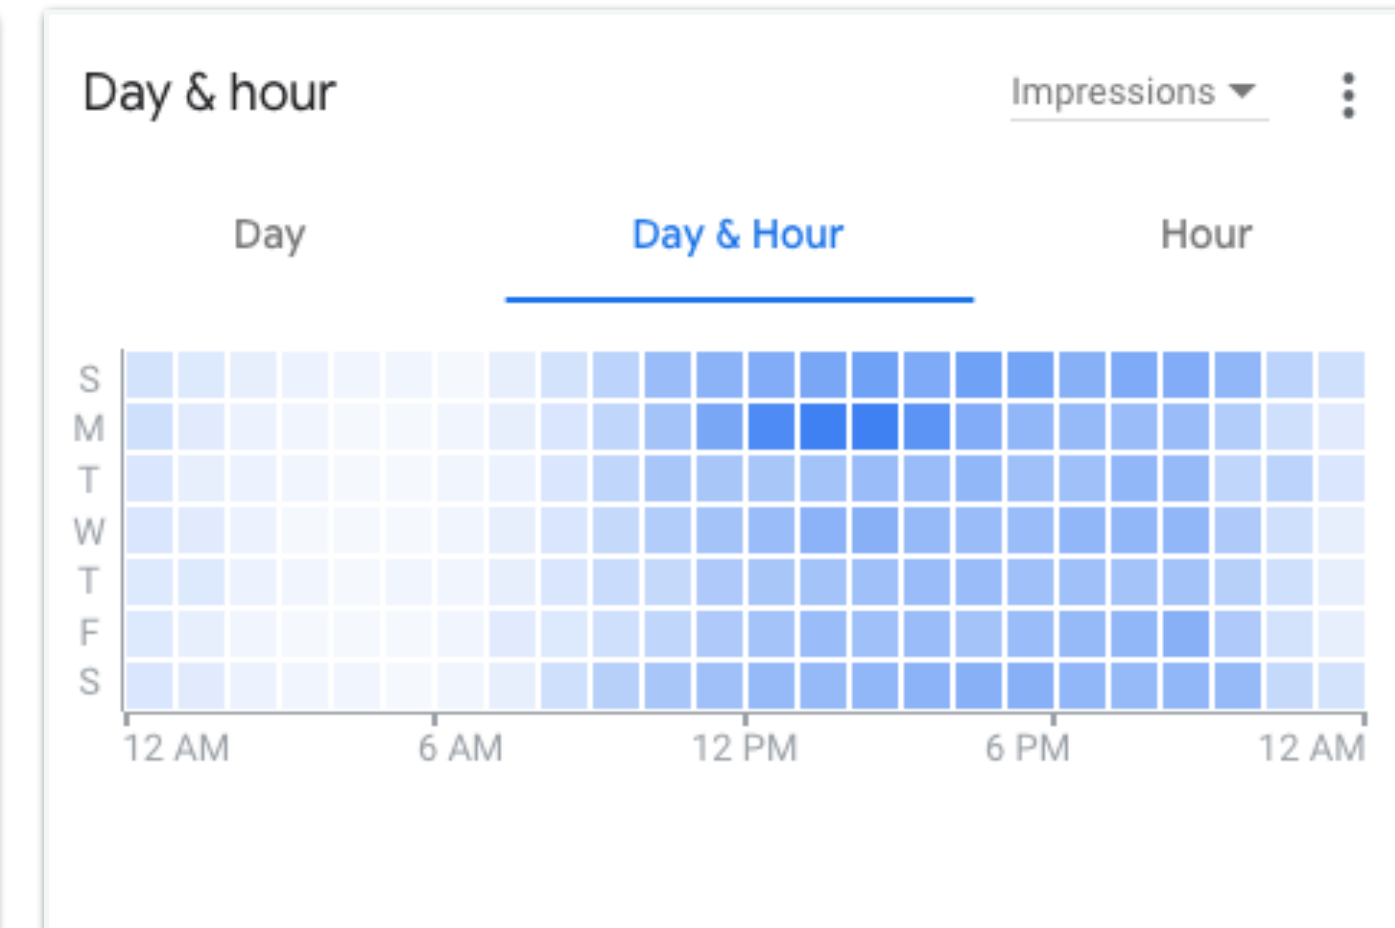 Day & hour
Impressions
Day
Day & Hour
Hour
S
M
T
W
T
F
S
12 AM
6 AM
12 PM
6 PM
12 AM